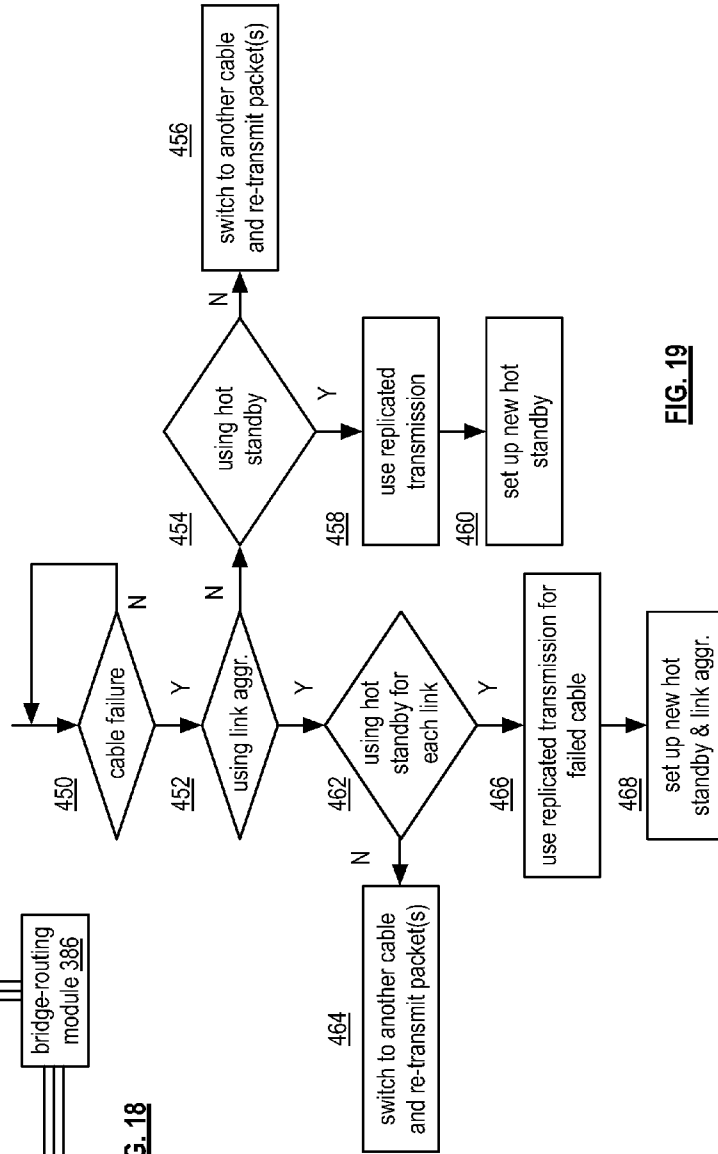 bridge-routing
module 386
G. 18
450
cable failure
N
Y
452
using link aggr.
N
Y
454
using hot
standby
N
Y
456
switch to another cable
and re-transmit packet(s)
458
use replicated
transmission
460
set up new hot
standby
462
using hot
standby for
each link
N
Y
464
switch to another cable
and re-transmit packet(s)
466
use replicated transmission for
failed cable
468
set up new hot
standby & link aggr.
FIG. 19